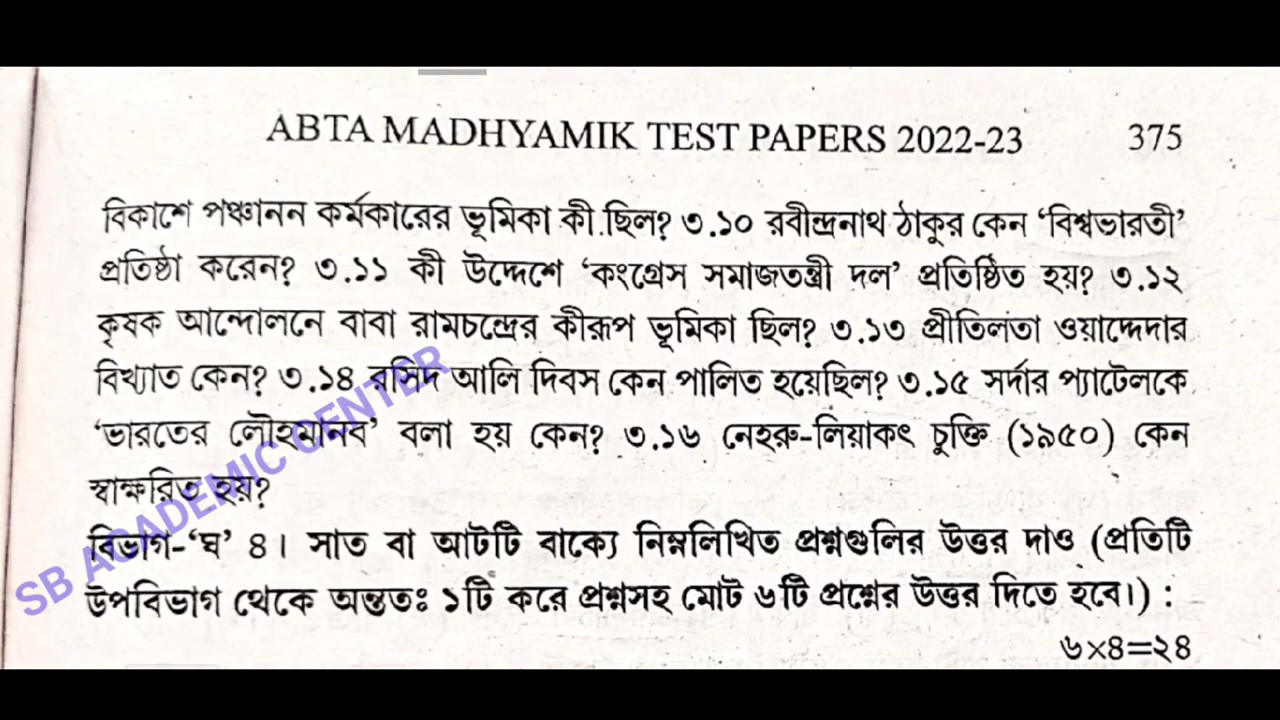 ABTA MADHYAMIK TEST PAPERS 2022-23 375
বিকাশে পঞ্চানন কর্মকারের ভূমিকা কী ছিল? ৩.১০ রবীন্দ্রনাথ ঠাকুর কেন ‘বিশ্বভারতী’
প্রতিষ্ঠা করেন? ৩.১১ কী উদ্দেশে ‘কংগ্রেস সমাজতন্ত্রী দল’ প্রতিষ্ঠিত হয়? ৩.১২
কৃষক আন্দোলনে বাবা রামচন্দ্রের কীরূপ ভূমিকা ছিল? ৩.১৩ প্রীতিলতা ওয়াদ্দেদার
বিখ্যাত কেন? ৩.১৪ রসিদ আলি দিবস কেন পালিত হয়েছিল? ৩.১৫ সর্দার প্যাটেলকে
‘ভারতের লৌহমানব’ বলা হয় কেন? ৩.১৬ নেহরু-লিয়াকৎ চুক্তি (১৯৫০) কেন
স্বাক্ষরিত হয়?
বিভাগ-‘ঘ’ ৪। সাত বা আটটি বাক্যে নিম্নলিখিত প্রশ্নগুলির উত্তর দাও (প্রতিটি
উপবিভাগ থেকে অন্ততঃ ১টি করে প্রশ্নসহ মোট ৬টি প্রশ্নের উত্তর দিতে হবে।) :
৬×৪=২৪
SB ACADEMIC CENTER